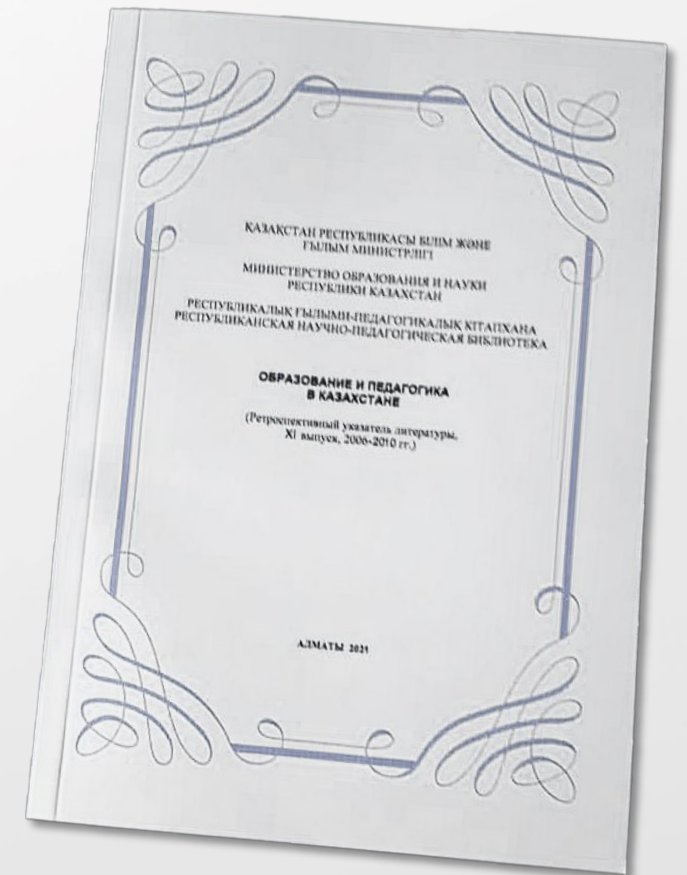 ҚАЗАҚСТАН РЕСПУБЛИКАСЫ БІЛІМ ЖӘНЕ
ҒЫЛЫМ МИНИСТРЛІГІ
МИНИСТЕРСТВО ОБРАЗОВАНИЯ И НАУКИ
РЕСПУБЛИКИ КАЗАХСТАН
РЕСПУБЛИКАЛЫҚ ҒЫЛЫМИ-ПЕДАГОГИКАЛЫҚ КІТАПХАНА
РЕСПУБЛИКАНСКАЯ НАУЧНО-ПЕДАГОГИЧЕСКАЯ БИБЛИОТЕКА
ОБРАЗОВАНИЕ И ПЕДАГОГИКА
В КАЗАХСТАНЕ
(Ретроспективный указатель литературы,
XI выпуск, 2006-2010 гг.)
АЛМАТЫ 2021